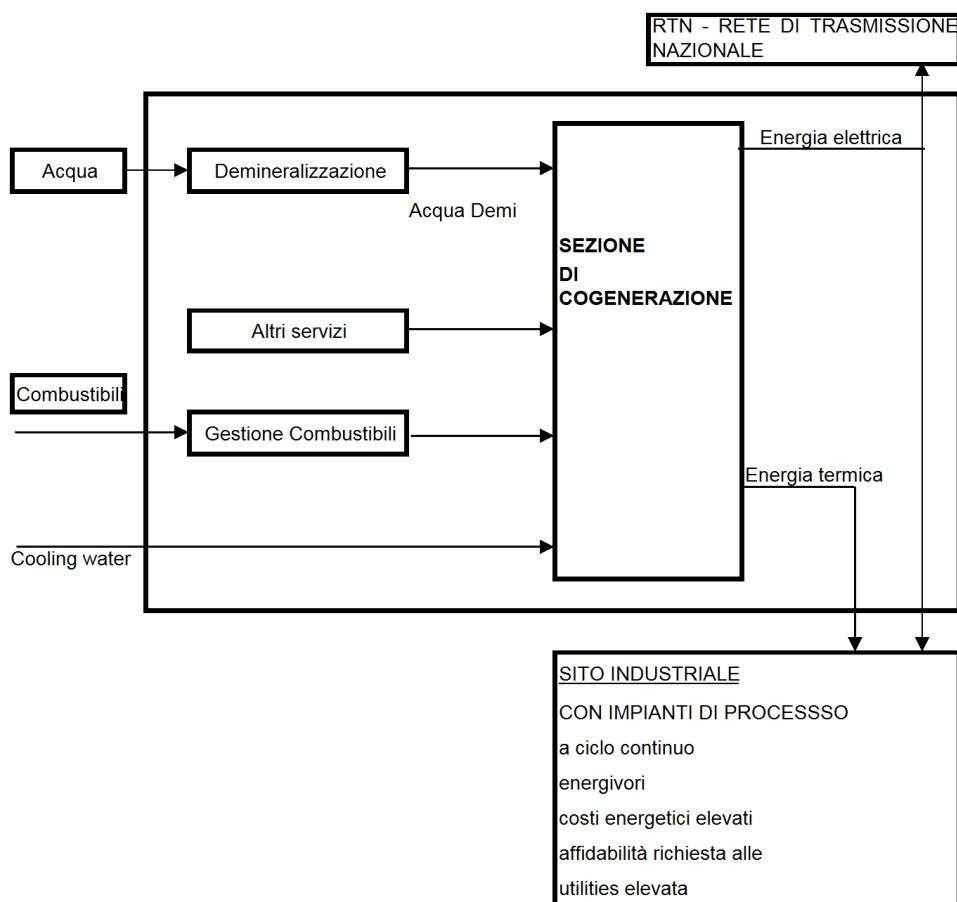 RTN - RETE DI TRASMISSIONE
NAZIONALE
Energia elettrica
Acqua
Demineralizzazione
Acqua Demi
SEZIONE
DI
COGENERAZIONE
Altri servizi
Combustibili
Gestione Combustibili
Energia termica
Cooling water
SITO INDUSTRIALE
CON IMPIANTI DI PROCESSSO
a ciclo continuo
energivori
costi energetici elevati
affidabilità richiesta alle
utilities elevata